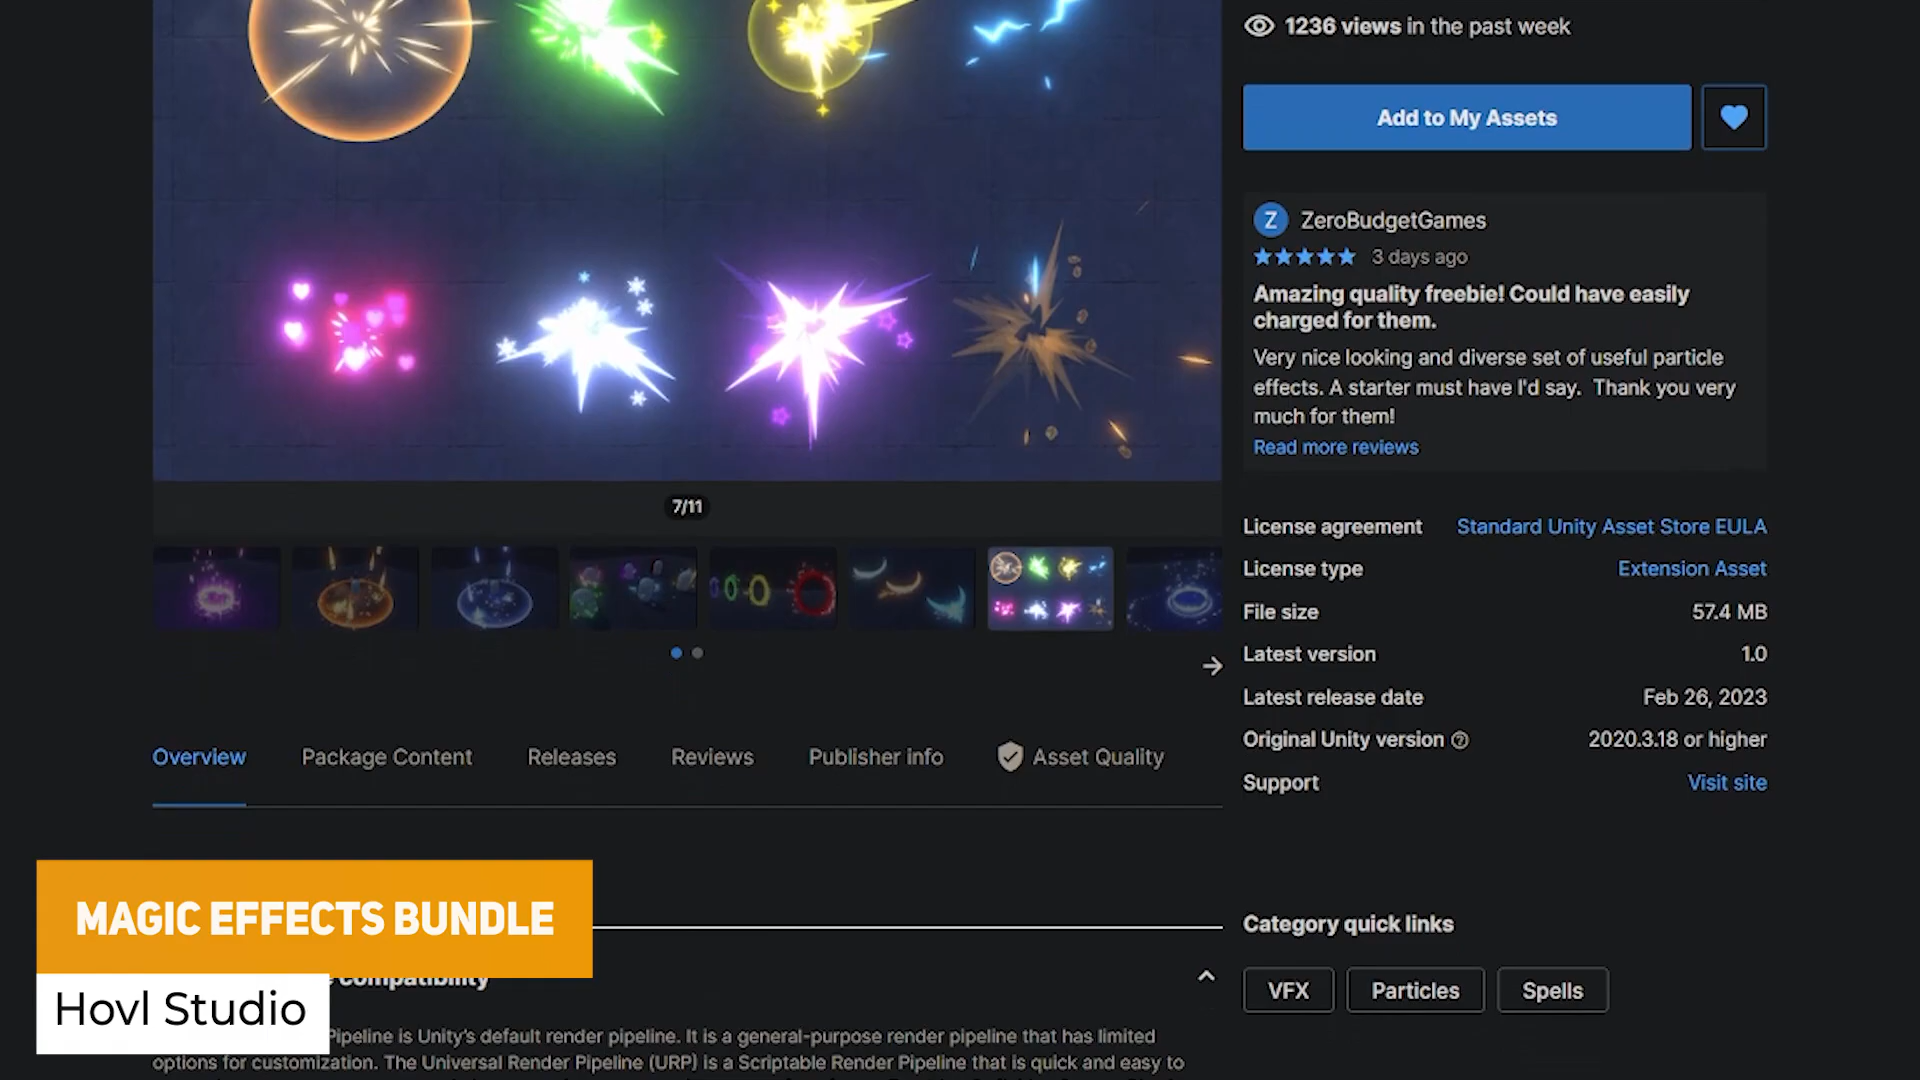 1236 views in the past week
Add to My Assets
Z ZeroBudgetGames
3 days ago
Amazing quality freebie! Could have easily
charged for them.
Very nice looking and diverse set of useful particle
effects. A starter must have I'd say. Thank you very
much for them!
Read more reviews
7/11
License agreement Standard Unity Asset Store EULA
License type Extension Asset
File size 57.4 MB
Latest version 1.0
Latest release date Feb 26, 2023
Original Unity version 2020.3.18 or higher
Support Visit site
Overview Package Content Releases Reviews Publisher info Asset Quality
MAGIC EFFECTS BUNDLE
Hovl Studio
compatibility
Pipeline is Unity's default render pipeline. It is a general-purpose render pipeline that has limited
options for customization. The Universal Render Pipeline (URP) is a Scriptable Render Pipeline that is quick and easy to
Category quick links
VFX Particles Spells